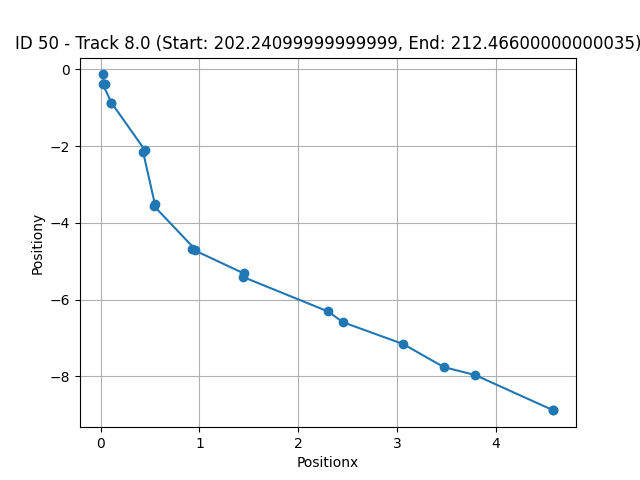 ID 50 - Track 8.0 (Start: 202.24099999999999, End: 212.46600000000035)
0
−2
−4
−6
−8
Positiony
0 1 2 3 4
Positionx